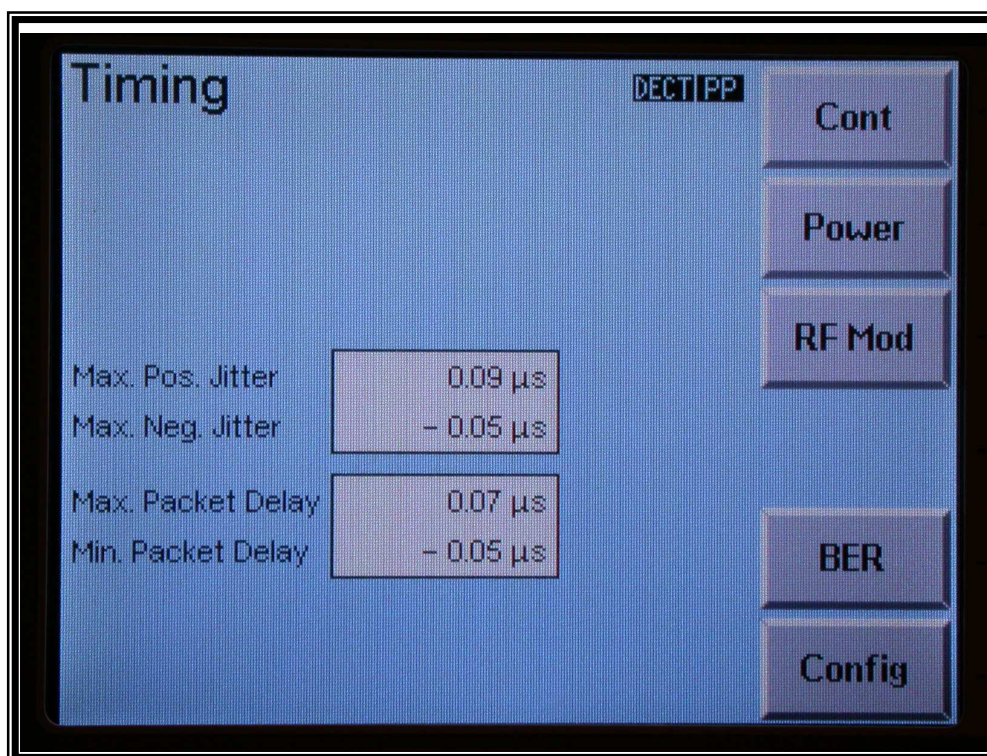 Timing
DECT PP
Cont
Power
RF Mod
Max. Pos. Jitter 0.09 µs
Max. Neg. Jitter – 0.05 µs
Max. Packet Delay 0.07 µs
Min. Packet Delay – 0.05 µs
BER
Config